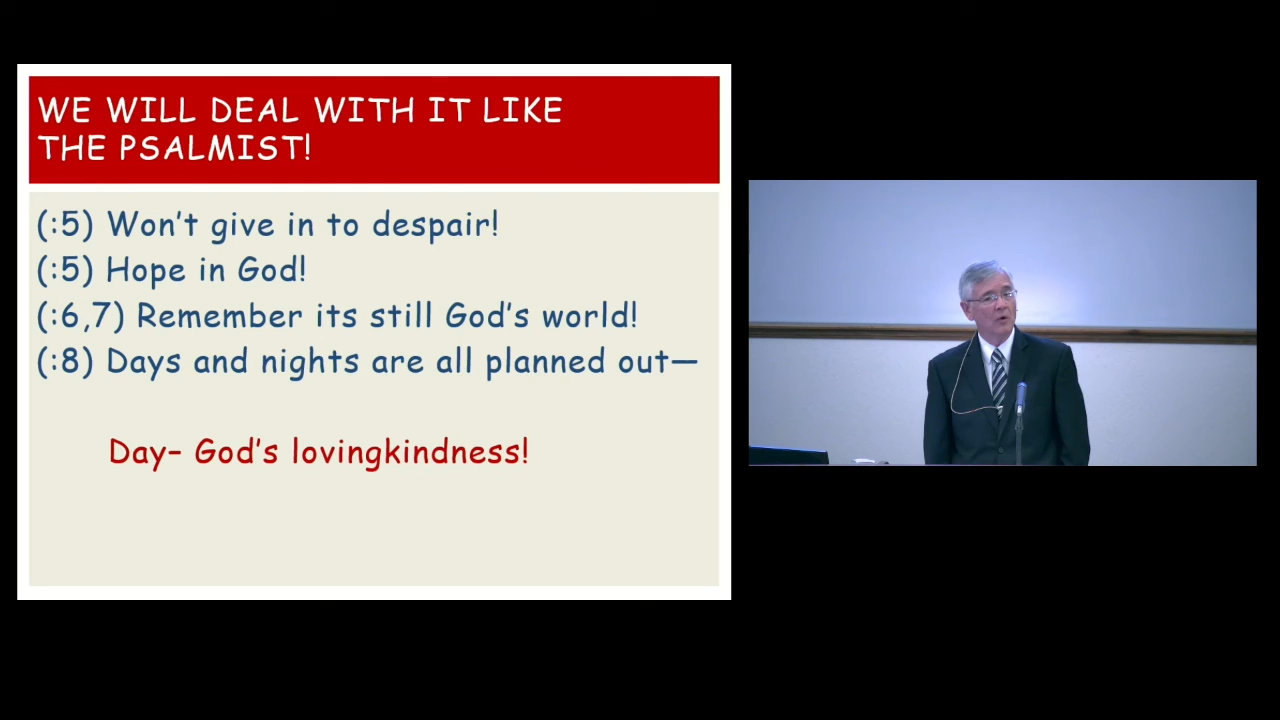 WE WILL DEAL WITH IT LIKE
THE PSALMIST!
(:5) Won't give in to despair!
(:5) Hope in God!
(:6,7) Remember its still God's world!
(:8) Days and nights are all planned out—
Day– God's lovingkindness!